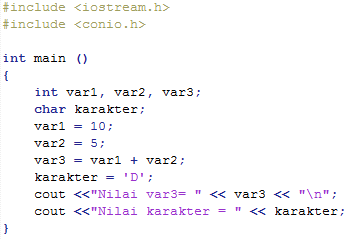 #include <iostream.h>
#include <conio.h>
int main ()
{
int var1, var2, var3;
char karakter;
var1 = 10;
var2 = 5;
var3 = var1 + var2;
karakter = 'D';
cout <<"Nilai var3= " << var3 << "\n";
cout <<"Nilai karakter = " << karakter;
}